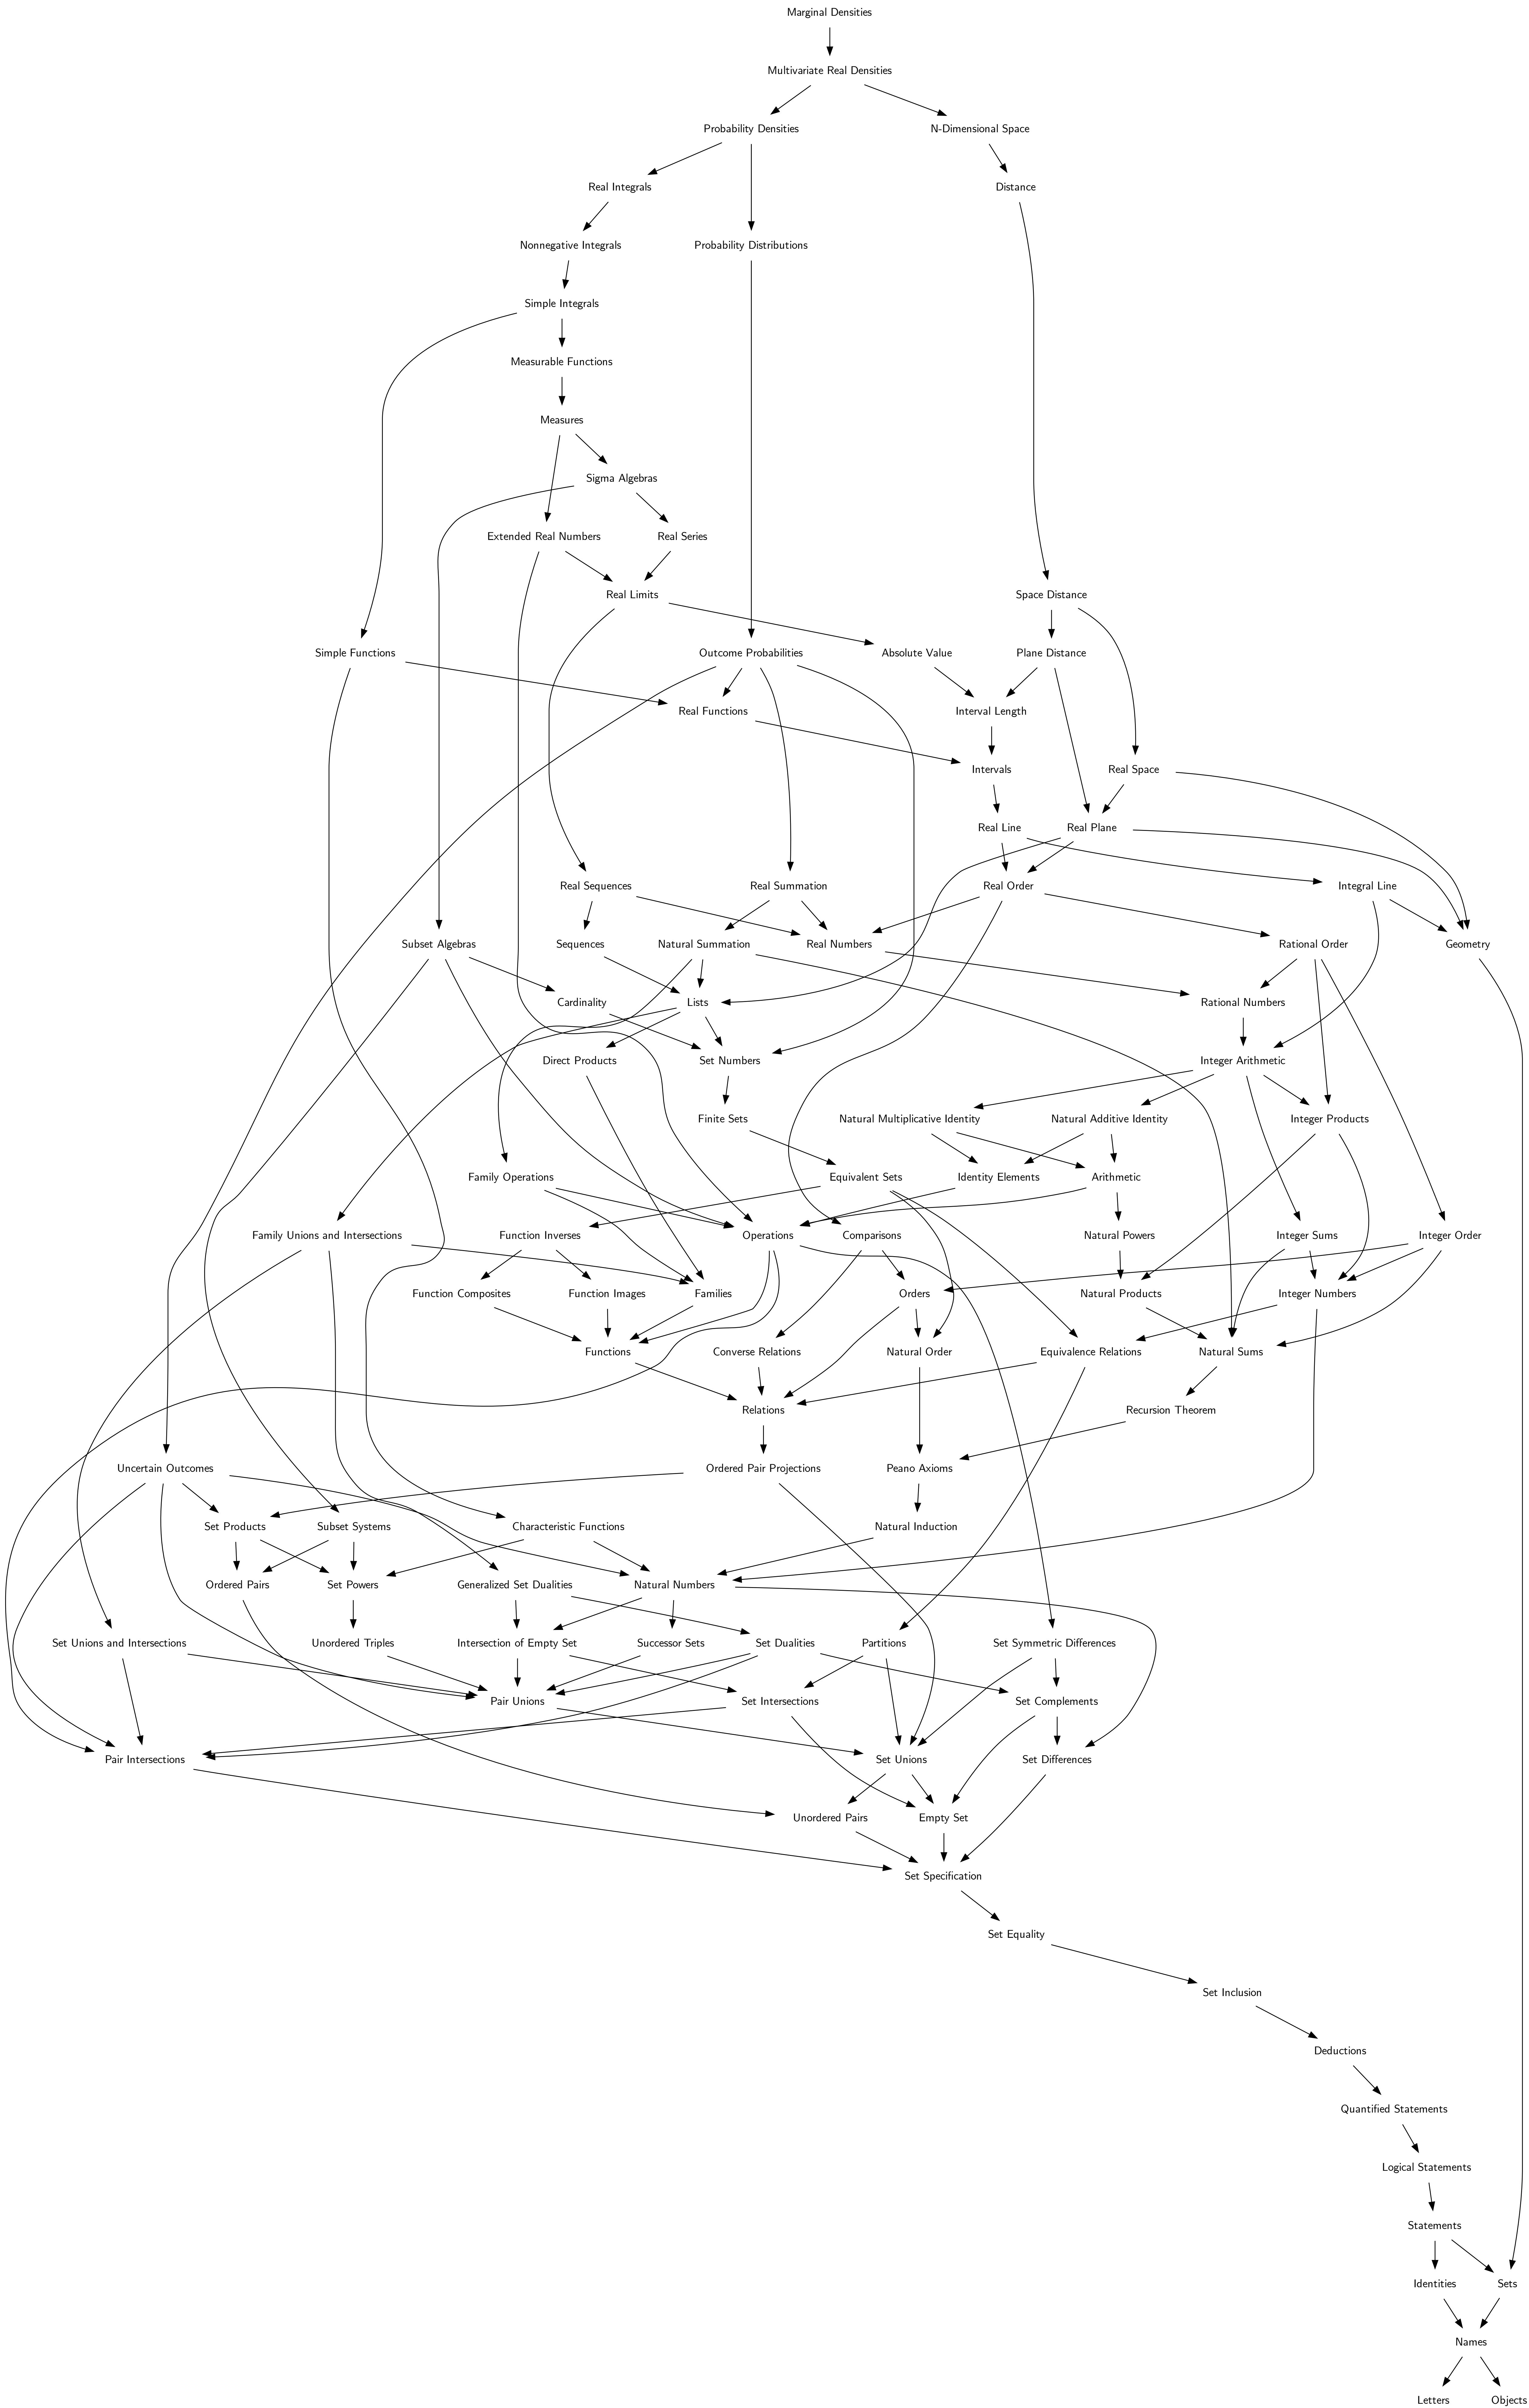 Marginal Densities
Multivariate Real Densities
Probability Densities
N-Dimensional Space
Real Integrals
Distance
Nonnegative Integrals
Probability Distributions
Simple Integrals
Measurable Functions
Measures
Sigma Algebras
Extended Real Numbers
Real Series
Real Limits
Space Distance
Simple Functions
Outcome Probabilities
Absolute Value
Plane Distance
Real Functions
Interval Length
Intervals
Real Space
Real Line
Real Plane
Real Sequences
Real Summation
Real Order
Integral Line
Subset Algebras
Sequences
Natural Summation
Real Numbers
Rational Order
Geometry
Cardinality
Lists
Rational Numbers
Direct Products
Set Numbers
Integer Arithmetic
Finite Sets
Natural Multiplicative Identity
Natural Additive Identity
Integer Products
Family Operations
Equivalent Sets
Identity Elements
Arithmetic
Family Unions and Intersections
Function Inverses
Operations
Comparisons
Natural Powers
Integer Sums
Integer Order
Function Composites
Function Images
Families
Orders
Natural Products
Integer Numbers
Functions
Converse Relations
Natural Order
Equivalence Relations
Natural Sums
Relations
Recursion Theorem
Uncertain Outcomes
Ordered Pair Projections
Peano Axioms
Set Products
Subset Systems
Characteristic Functions
Natural Induction
Ordered Pairs
Set Powers
Generalized Set Dualities
Natural Numbers
Set Unions and Intersections
Unordered Triples
Intersection of Empty Set
Successor Sets
Set Dualities
Partitions
Set Symmetric Differences
Pair Unions
Set Intersections
Set Complements
Pair Intersections
Set Unions
Set Differences
Unordered Pairs
Empty Set
Set Specification
Set Equality
Set Inclusion
Deductions
Quantified Statements
Logical Statements
Statements
Identities
Sets
Names
Letters
Objects